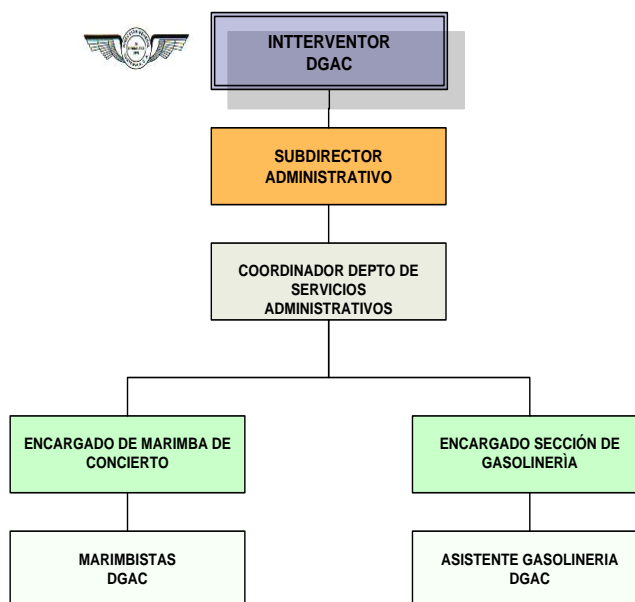 INTTERVENTOR
DGAC
SUBDIRECTOR
ADMINISTRATIVO
COORDINADOR DEPTO DE
SERVICIOS
ADMINISTRATIVOS
ENCARGADO DE MARIMBA DE
CONCIERTO
ENCARGADO SECCIÓN DE
GASOLINERÌA
MARIMBISTAS
DGAC
ASISTENTE GASOLINERIA
DGAC